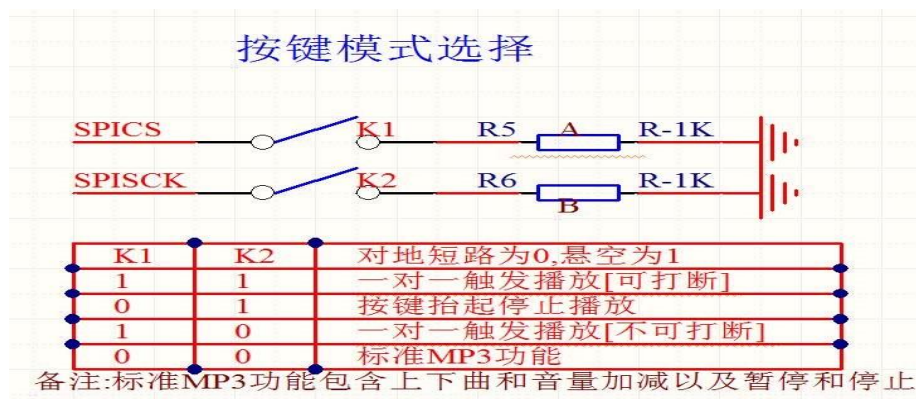 按键模式选择
SPICS K1 R5 A R-1K
SPISCK K2 R6 B R-1K
K1 K2 对地短路为0,悬空为1
1 1 一对一触发播放[可打断]
0 1 按键抬起停止播放
1 0 一对一触发播放[不可打断]
0 0 标准MP3功能
备注:标准MP3功能包含上下曲和音量加减以及暂停和停止